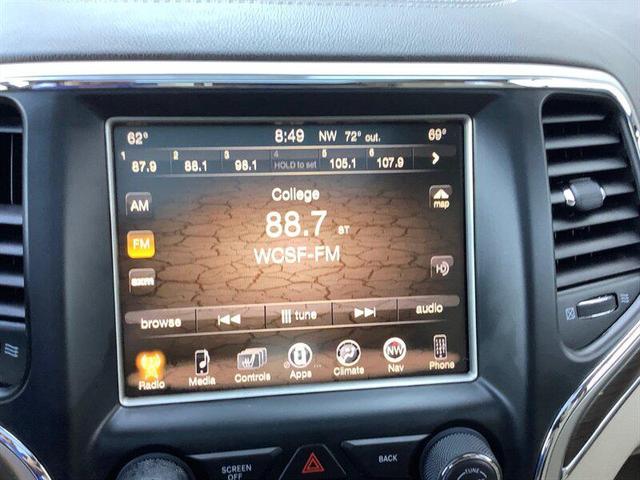 62° 8:49 NW 72° out. 69°
1 2 3 4 5 6
87.9 88.1 98.1 HOLD to set 105.1 107.9
College
AM map
88.7 ST
FM WCSF-FM
sxm
browse tune audio
Radio Media Controls Apps Climate Nav Phone
NW
SCREEN OFF BACK
TUNE